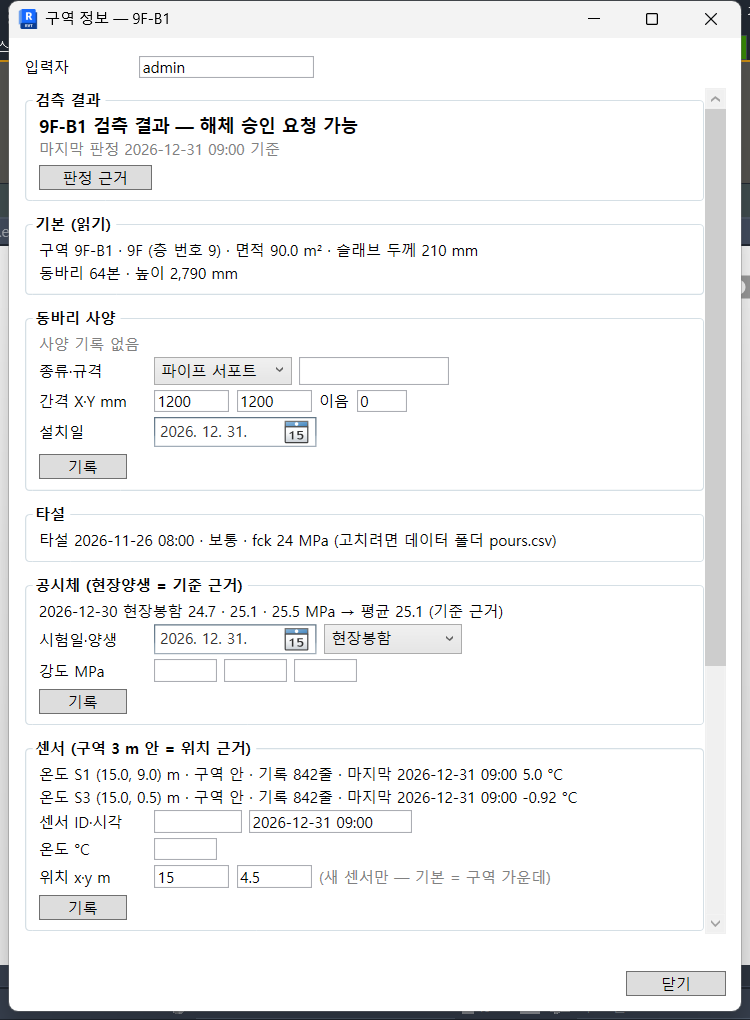 구역 정보 — 9F-B1
입력자 admin
검측 결과
9F-B1 검측 결과 — 해체 승인 요청 가능
마지막 판정 2026-12-31 09:00 기준
판정 근거
기본 (읽기)
구역 9F-B1 · 9F (층 번호 9) · 면적 90.0 m² · 슬래브 두께 210 mm
동바리 64본 · 높이 2,790 mm
동바리 사양
사양 기록 없음
종류·규격 파이프 서포트
간격 X·Y mm 1200 1200 이음 0
설치일 2026. 12. 31. 15
기록
타설
타설 2026-11-26 08:00 · 보통 · fck 24 MPa (고치려면 데이터 폴더 pours.csv)
공시체 (현장양생 = 기준 근거)
2026-12-30 현장봉함 24.7 · 25.1 · 25.5 MPa → 평균 25.1 (기준 근거)
시험일·양생 2026. 12. 31. 15 현장봉함
강도 MPa
기록
센서 (구역 3 m 안 = 위치 근거)
온도 S1 (15.0, 9.0) m · 구역 안 · 기록 842줄 · 마지막 2026-12-31 09:00 5.0 °C
온도 S3 (15.0, 0.5) m · 구역 안 · 기록 842줄 · 마지막 2026-12-31 09:00 -0.92 °C
센서 ID·시각 2026-12-31 09:00
온도 °C
위치 x·y m 15 4.5 (새 센서만 — 기본 = 구역 가운데)
기록
닫기